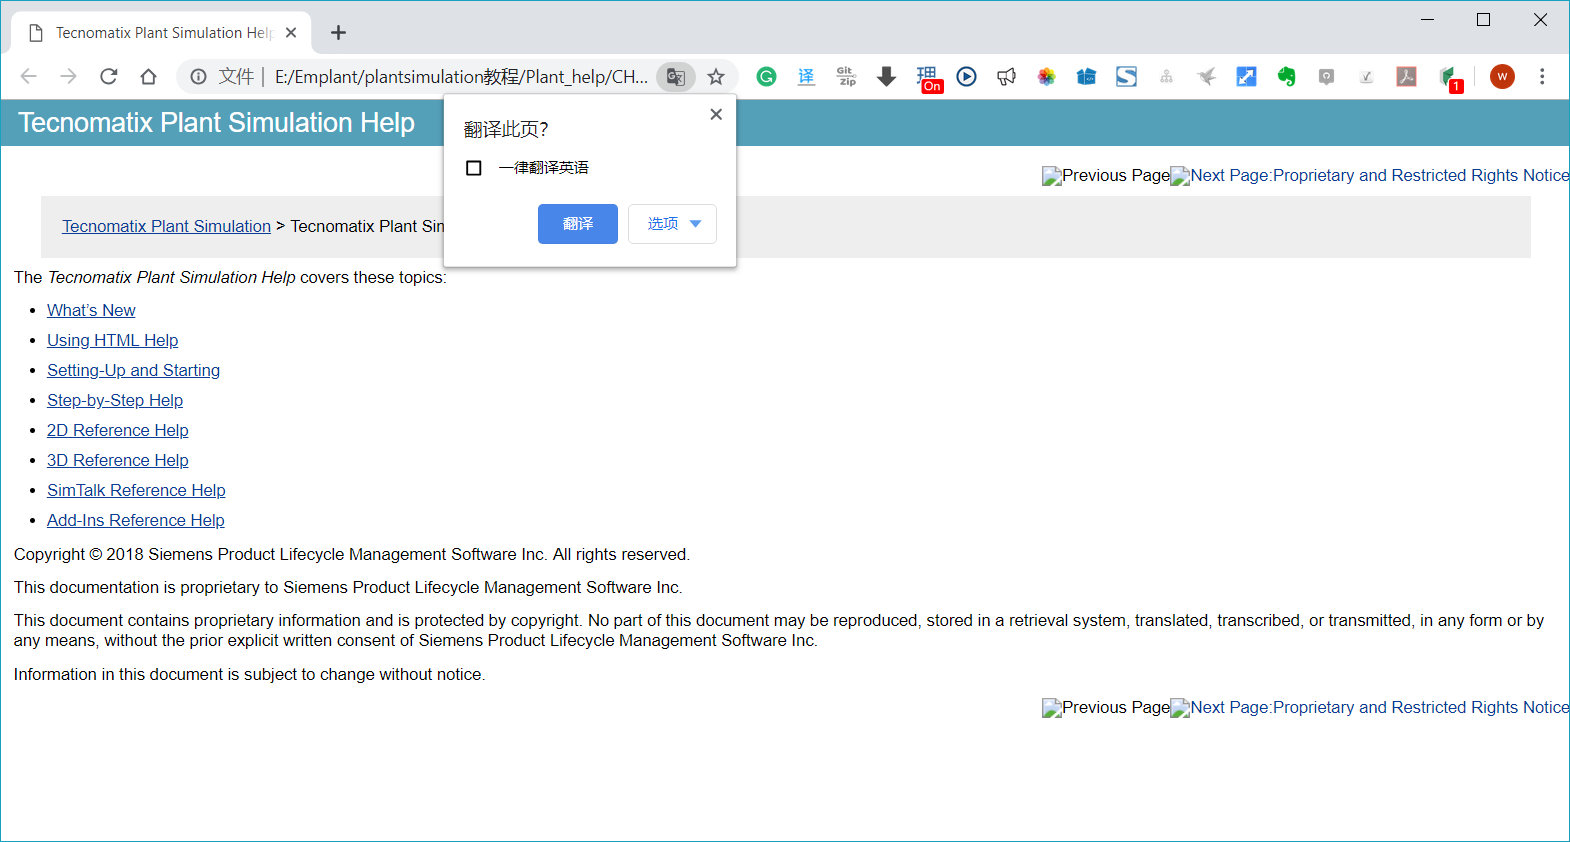 Tecnomatix Plant Simulation Help
文件 | E:/Emplant/plantsimulation教程/Plant_help/CH...
译
Git
Zip
On
1
W
Tecnomatix Plant Simulation Help
翻译此页?
一律翻译英语
翻译
选项
Previous Page Next Page:Proprietary and Restricted Rights Notice
Tecnomatix Plant Simulation > Tecnomatix Plant Sim
The Tecnomatix Plant Simulation Help covers these topics:
What's New
Using HTML Help
Setting-Up and Starting
Step-by-Step Help
2D Reference Help
3D Reference Help
SimTalk Reference Help
Add-Ins Reference Help
Copyright © 2018 Siemens Product Lifecycle Management Software Inc. All rights reserved.
This documentation is proprietary to Siemens Product Lifecycle Management Software Inc.
This document contains proprietary information and is protected by copyright. No part of this document may be reproduced, stored in a retrieval system, translated, transcribed, or transmitted, in any form or by
any means, without the prior explicit written consent of Siemens Product Lifecycle Management Software Inc.
Information in this document is subject to change without notice.
Previous Page Next Page:Proprietary and Restricted Rights Notice